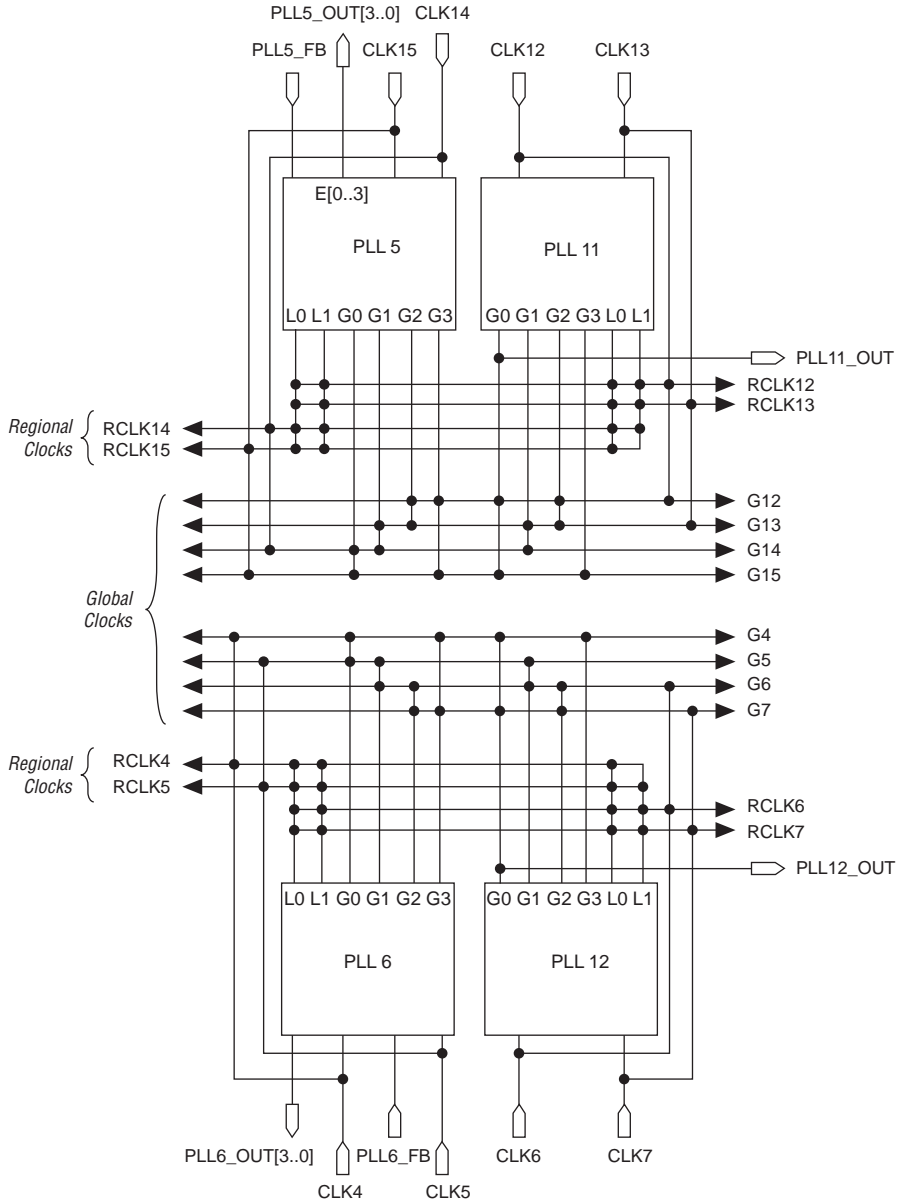 PLL5_OUT[3..0] CLK14
PLL5_FB CLK15 CLK12 CLK13
E[0..3]
PLL 5 PLL 11
L0 L1 G0 G1 G2 G3 G0 G1 G2 G3 L0 L1
PLL11_OUT
RCLK12
RCLK13
Regional
Clocks
RCLK14
RCLK15
G12
G13
G14
G15
Global
Clocks
G4
G5
G6
G7
Regional
Clocks
RCLK4
RCLK5
RCLK6
RCLK7
PLL12_OUT
L0 L1 G0 G1 G2 G3 G0 G1 G2 G3 L0 L1
PLL 6 PLL 12
PLL6_OUT[3..0] PLL6_FB CLK6 CLK7
CLK4 CLK5